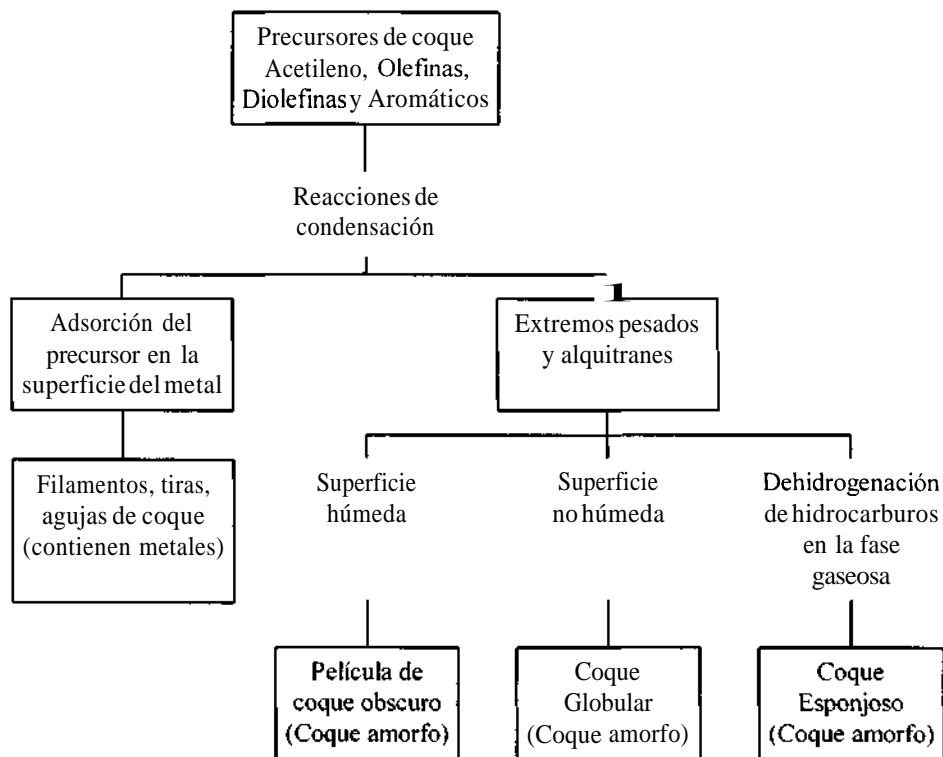 Precursores de coque
Acetileno, Olefinas,
Diolefinas y Aromáticos
Reacciones de
condensación
Adsorción del
precursor en la
superficie del metal
Extremos pesados
y alquitranes
Filamentos, tiras,
agujas de coque
(contienen metales)
Superficie
húmeda
Superficie
no húmeda
Dehidrogenación
de hidrocarburos
en la fase
gaseosa
Película de
coque obscuro
(Coque amorfo)
Coque
Globular
(Coque amorfo)
Coque
Esponjoso
(Coque amorfo)